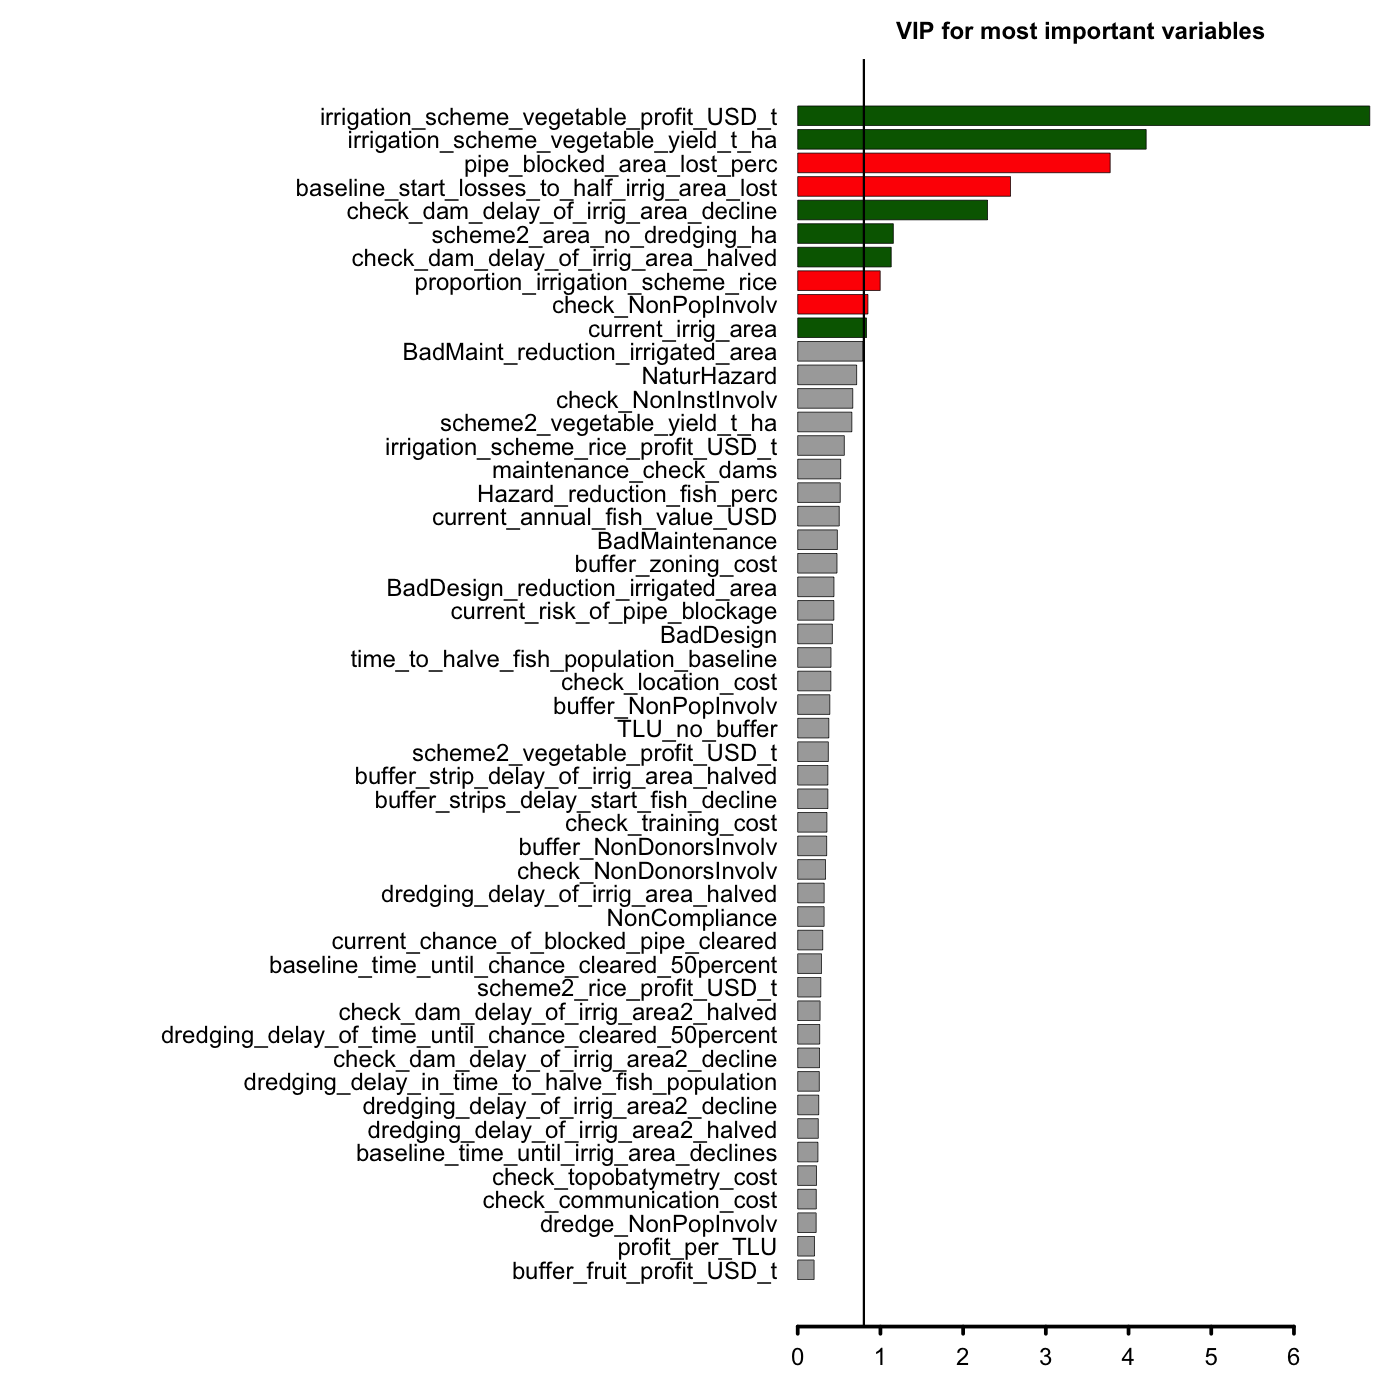 VIP for most important variables
irrigation_scheme_vegetable_profit_USD_t
irrigation_scheme_vegetable_yield_t_ha
pipe_blocked_area_lost_perc
baseline_start_losses_to_half_irrig_area_lost
check_dam_delay_of_irrig_area_decline
scheme2_area_no_dredging_ha
check_dam_delay_of_irrig_area_halved
proportion_irrigation_scheme_rice
check_NonPopInvolv
current_irrig_area
BadMaint_reduction_irrigated_area
NaturHazard
check_NonInstInvolv
scheme2_vegetable_yield_t_ha
irrigation_scheme_rice_profit_USD_t
maintenance_check_dams
Hazard_reduction_fish_perc
current_annual_fish_value_USD
BadMaintenance
buffer_zoning_cost
BadDesign_reduction_irrigated_area
current_risk_of_pipe_blockage
BadDesign
time_to_halve_fish_population_baseline
check_location_cost
buffer_NonPopInvolv
TLU_no_buffer
scheme2_vegetable_profit_USD_t
buffer_strip_delay_of_irrig_area_halved
buffer_strips_delay_start_fish_decline
check_training_cost
buffer_NonDonorsInvolv
check_NonDonorsInvolv
dredging_delay_of_irrig_area_halved
NonCompliance
current_chance_of_blocked_pipe_cleared
baseline_time_until_chance_cleared_50percent
scheme2_rice_profit_USD_t
check_dam_delay_of_irrig_area2_halved
dredging_delay_of_time_until_chance_cleared_50percent
check_dam_delay_of_irrig_area2_decline
dredging_delay_in_time_to_halve_fish_population
dredging_delay_of_irrig_area2_decline
dredging_delay_of_irrig_area2_halved
baseline_time_until_irrig_area_declines
check_topobatymetry_cost
check_communication_cost
dredge_NonPopInvolv
profit_per_TLU
buffer_fruit_profit_USD_t
0 1 2 3 4 5 6